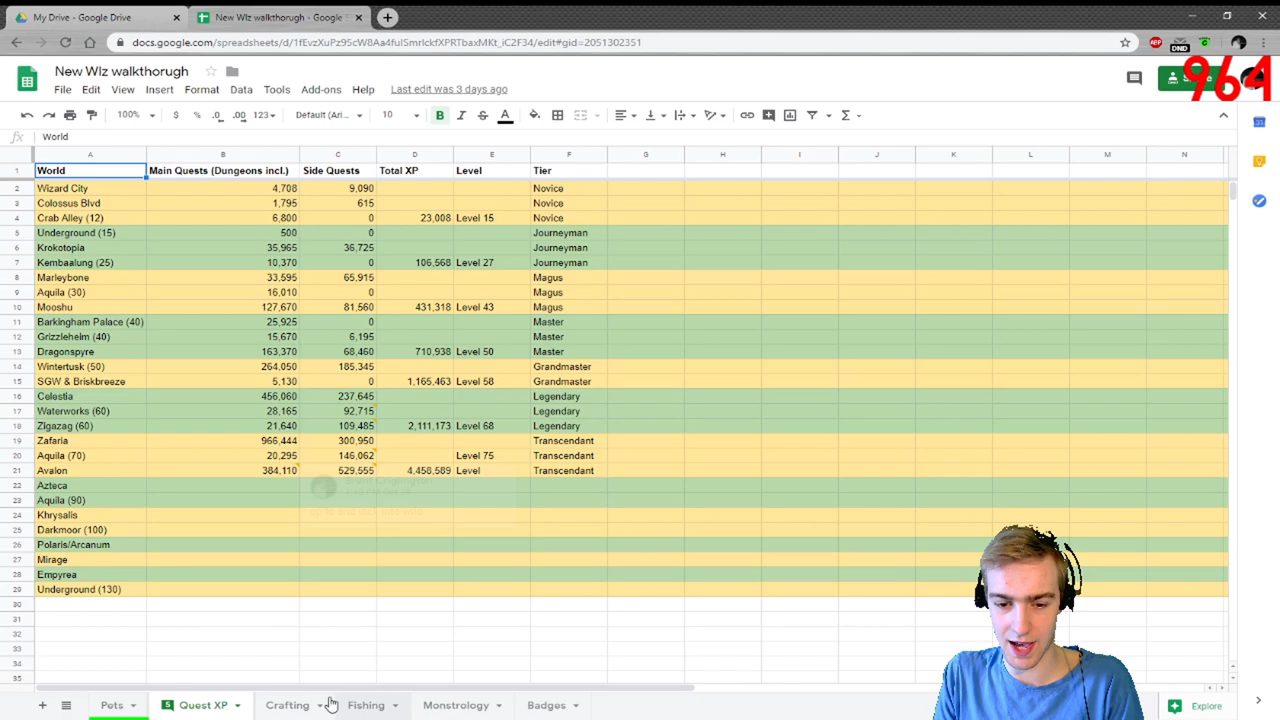 My Drive - Google Drive
New WIz walkthorugh - Google
docs.google.com/spreadsheets/d/1fEvzXuPz95cW8Aa4fuISmrIckfXPRTbaxMKt_iC2F34/edit#gid=2051302351
ABP
DND
New WIz walkthorugh
964
File Edit View Insert Format Data Tools Add-ons Help Last edit was 3 days ago
100% $ % .0 .00 123 Default (Ari... 10 B I S A
fx World
A B C D E F G H I J K L M N
1 World Main Quests (Dungeons incl.) Side Quests Total XP Level Tier
2 Wizard City 4,708 9,090 Novice
3 Colossus Blvd 1,795 615 Novice
4 Crab Alley (12) 6,800 0 23,008 Level 15 Novice
5 Underground (15) 500 0 Journeyman
6 Krokotopia 35,965 36,725 Journeyman
7 Kembaalung (25) 10,370 0 106,568 Level 27 Journeyman
8 Marleybone 33,595 65,915 Magus
9 Aquila (30) 16,010 0 Magus
10 Mooshu 127,670 81,560 431,318 Level 43 Magus
11 Barkingham Palace (40) 25,925 0 Master
12 Grizzleheim (40) 15,670 6,195 Master
13 Dragonspyre 163,370 68,460 710,938 Level 50 Master
14 Wintertusk (50) 264,050 185,345 Grandmaster
15 SGW & Briskbreeze 5,130 0 1,165,463 Level 58 Grandmaster
16 Celestia 456,060 237,645 Legendary
17 Waterworks (60) 28,165 92,715 Legendary
18 Zigazag (60) 21,640 109,485 2,111,173 Level 68 Legendary
19 Zafaria 966,444 300,950 Transcendant
20 Aquila (70) 20,295 146,062 Level 75 Transcendant
21 Avalon 384,110 529,555 4,458,589 Level Transcendant
22 Azteca
23 Aquila (90)
24 Khrysalis
25 Darkmoor (100)
26 Polaris/Arcanum
27 Mirage
28 Empyrea
29 Underground (130)
30
31
32
33
34
35
Pets 5 Quest XP Crafting Fishing Monstrology Badges Explore